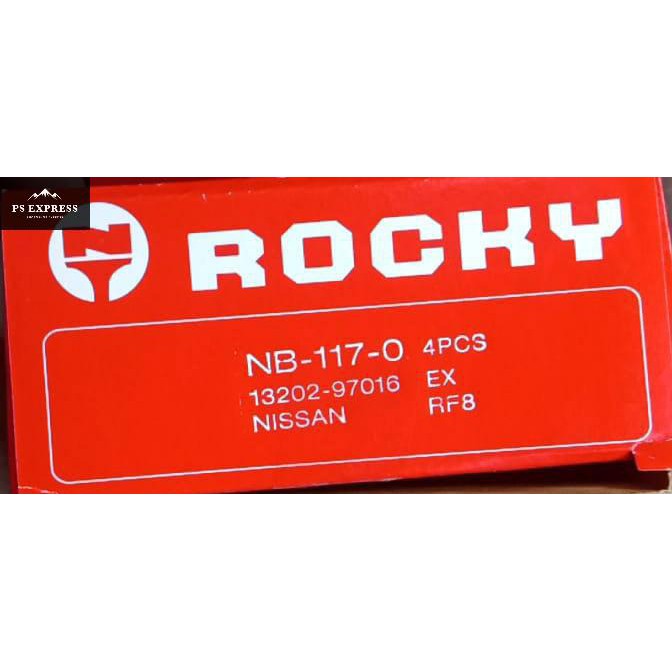 PS EXPRESS
N
ROCKY
NB-117-0 4PCS
13202-97016 EX
NISSAN RF8